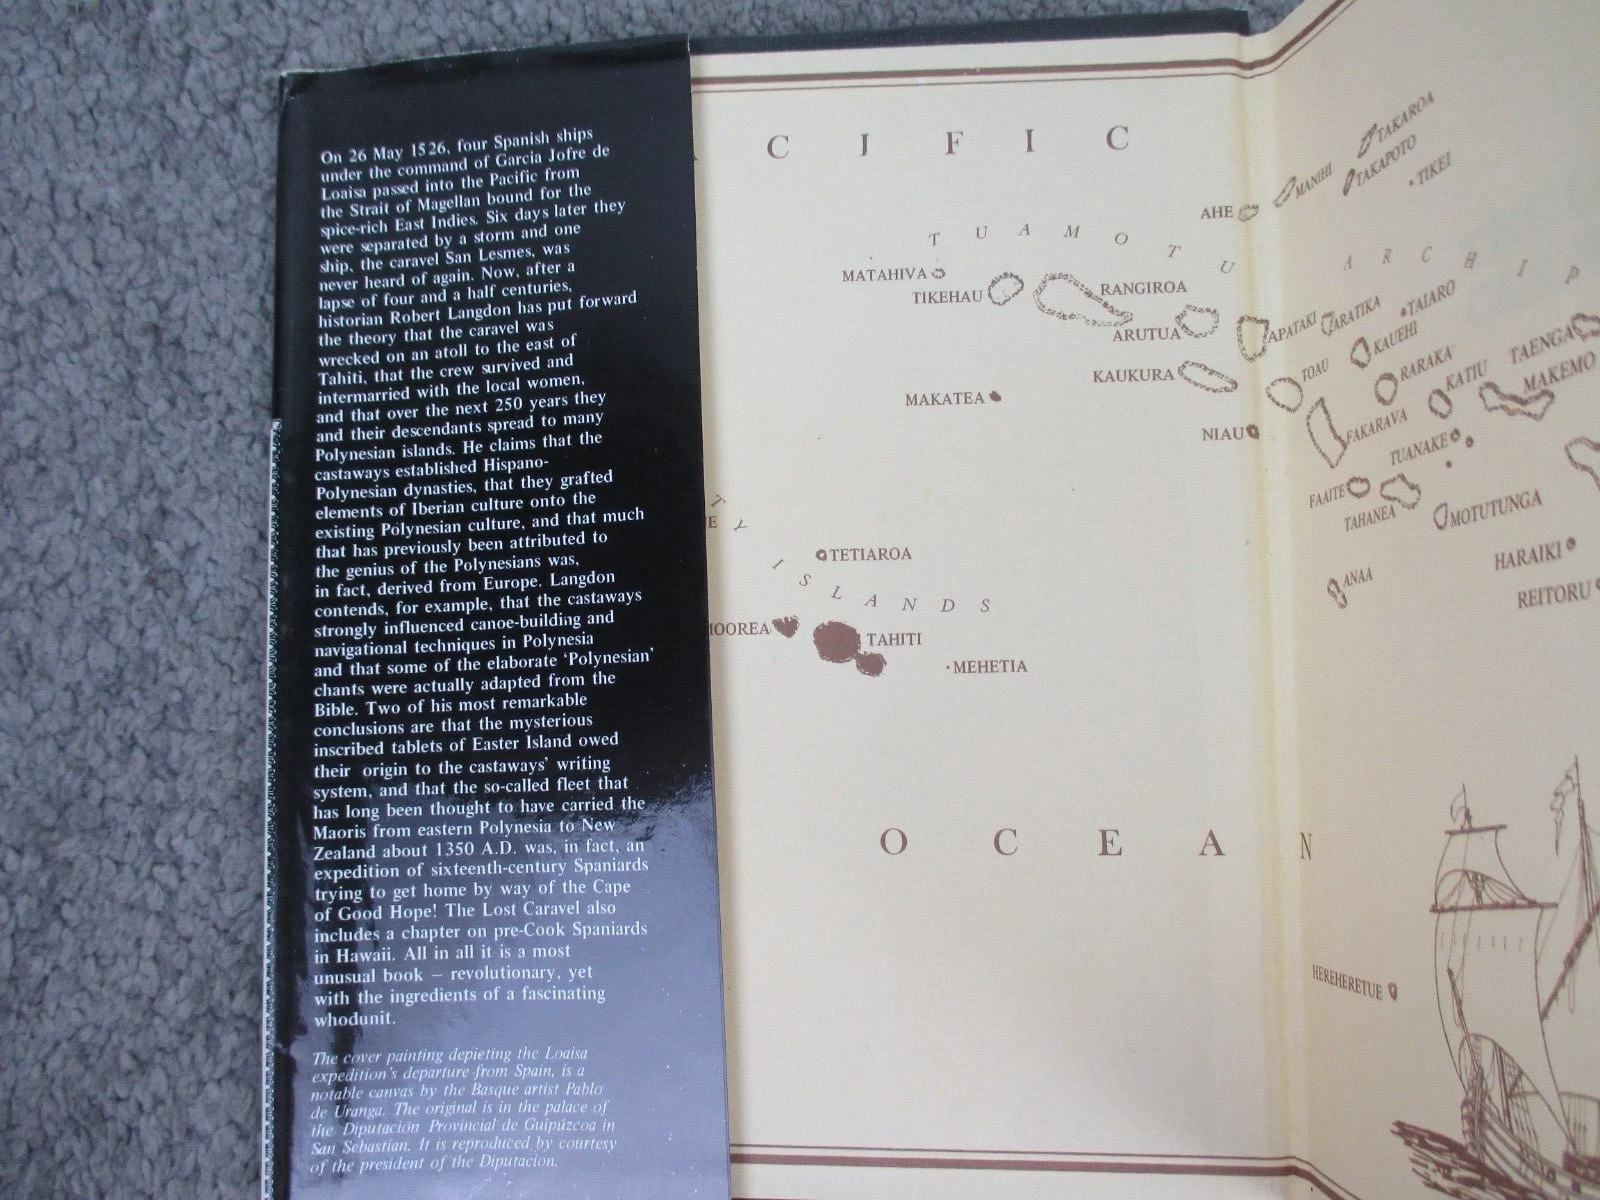 On 26 May 1526, four Spanish ships
under the command of Garcia Jofre de
Loaisa passed into the Pacific from
the Strait of Magellan bound for the
spice-rich East Indies. Six days later they
were separated by a storm and one
ship, the caravel San Lesmes, was
never heard of again. Now, after a
lapse of four and a half centuries,
historian Robert Langdon has put forward
the theory that the caravel was
wrecked on an atoll to the east of
Tahiti, that the crew survived and
intermarried with the local women,
and that over the next 250 years they
and their descendants spread to many
Polynesian islands. He claims that the
castaways established Hispano-
Polynesian dynasties, that they grafted
elements of Iberian culture onto the
existing Polynesian culture, and that much
that has previously been attributed to
the genius of the Polynesians was,
in fact, derived from Europe. Langdon
contends, for example, that the castaways
strongly influenced canoe-building and
navigational techniques in Polynesia
and that some of the elaborate ‘Polynesian’
chants were actually adapted from the
Bible. Two of his most remarkable
conclusions are that the mysterious
inscribed tablets of Easter Island owed
their origin to the castaways’ writing
system, and that the so-called fleet that
has long been thought to have carried the
Maoris from eastern Polynesia to New
Zealand about 1350 A.D. was, in fact, an
expedition of sixteenth-century Spaniards
trying to get home by way of the Cape
of Good Hope! The Lost Caravel also
includes a chapter on pre-Cook Spaniards
in Hawaii. All in all it is a most
unusual book – revolutionary, yet
with the ingredients of a fascinating
whodunit.
The cover painting depicting the Loaisa
expedition's departure from Spain, is a
notable canvas by the Basque artist Pablo
de Uranga. The original is in the palace of
the Diputación Provincial de Guipúzcoa in
San Sebastian. It is reproduced by courtesy
of the president of the Diputacion.
CIFIC
TAKAROA
TAKAPOTO
MANIHI
TIKEI
AHE
TUAMOTU ARCHIP
MATAHIVA
TIKEHAU
RANGIROA
ARUTUA
APATAKI
ARATIKA
TAIARO
KAUEHI
TAENGA
KAUKURA
TOAU
RARAKA
KATIU
MAKEMO
MAKATEA
NIAU
FAKARAVA
TUANAKE
FAAITE
TAHANEA
MOTUTUNGA
HARAIKI
ANAA
REITORU
TY ISLANDS
E
TETIAROA
MOOREA
TAHITI
MEHETIA
OCEAN
HEREHERETUE